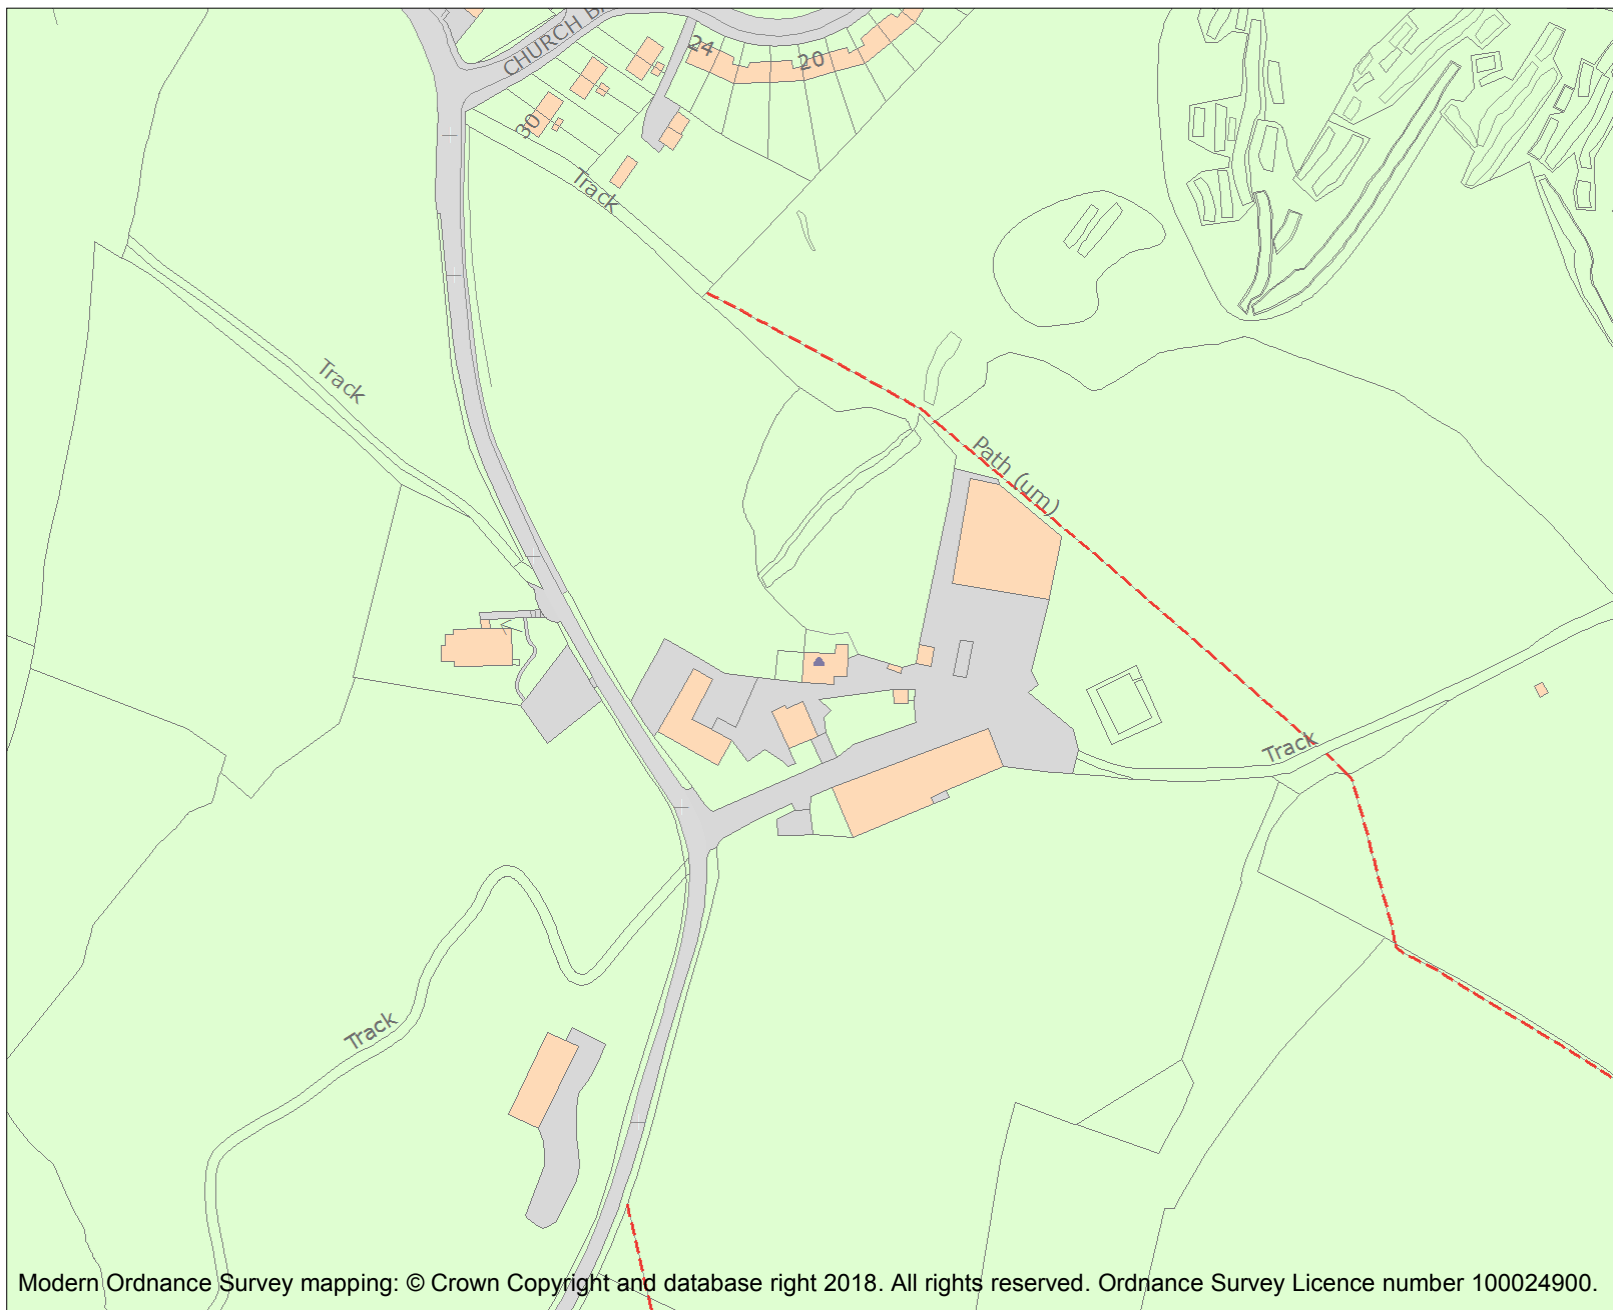 CHURCH
24
20
30
Track
Track
Path (um)
Track
Track
Modern Ordnance Survey mapping: © Crown Copyright and database right 2018. All rights reserved. Ordnance Survey Licence number 100024900.